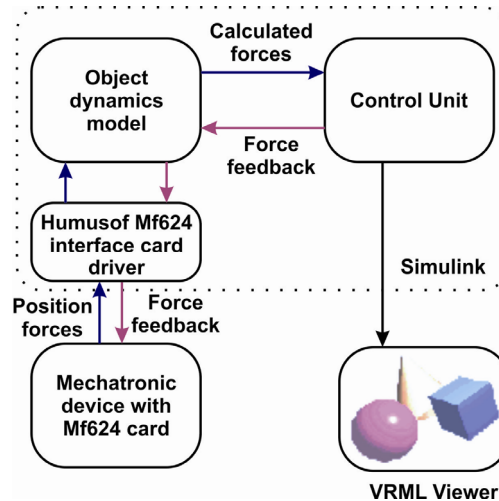 Calculated
forces
Object
dynamics
model
Control Unit
Force
feedback
Humusof Mf624
interface card
driver
Simulink
Position
forces
Force
feedback
Mechatronic
device with
Mf624 card
VRML Viewer